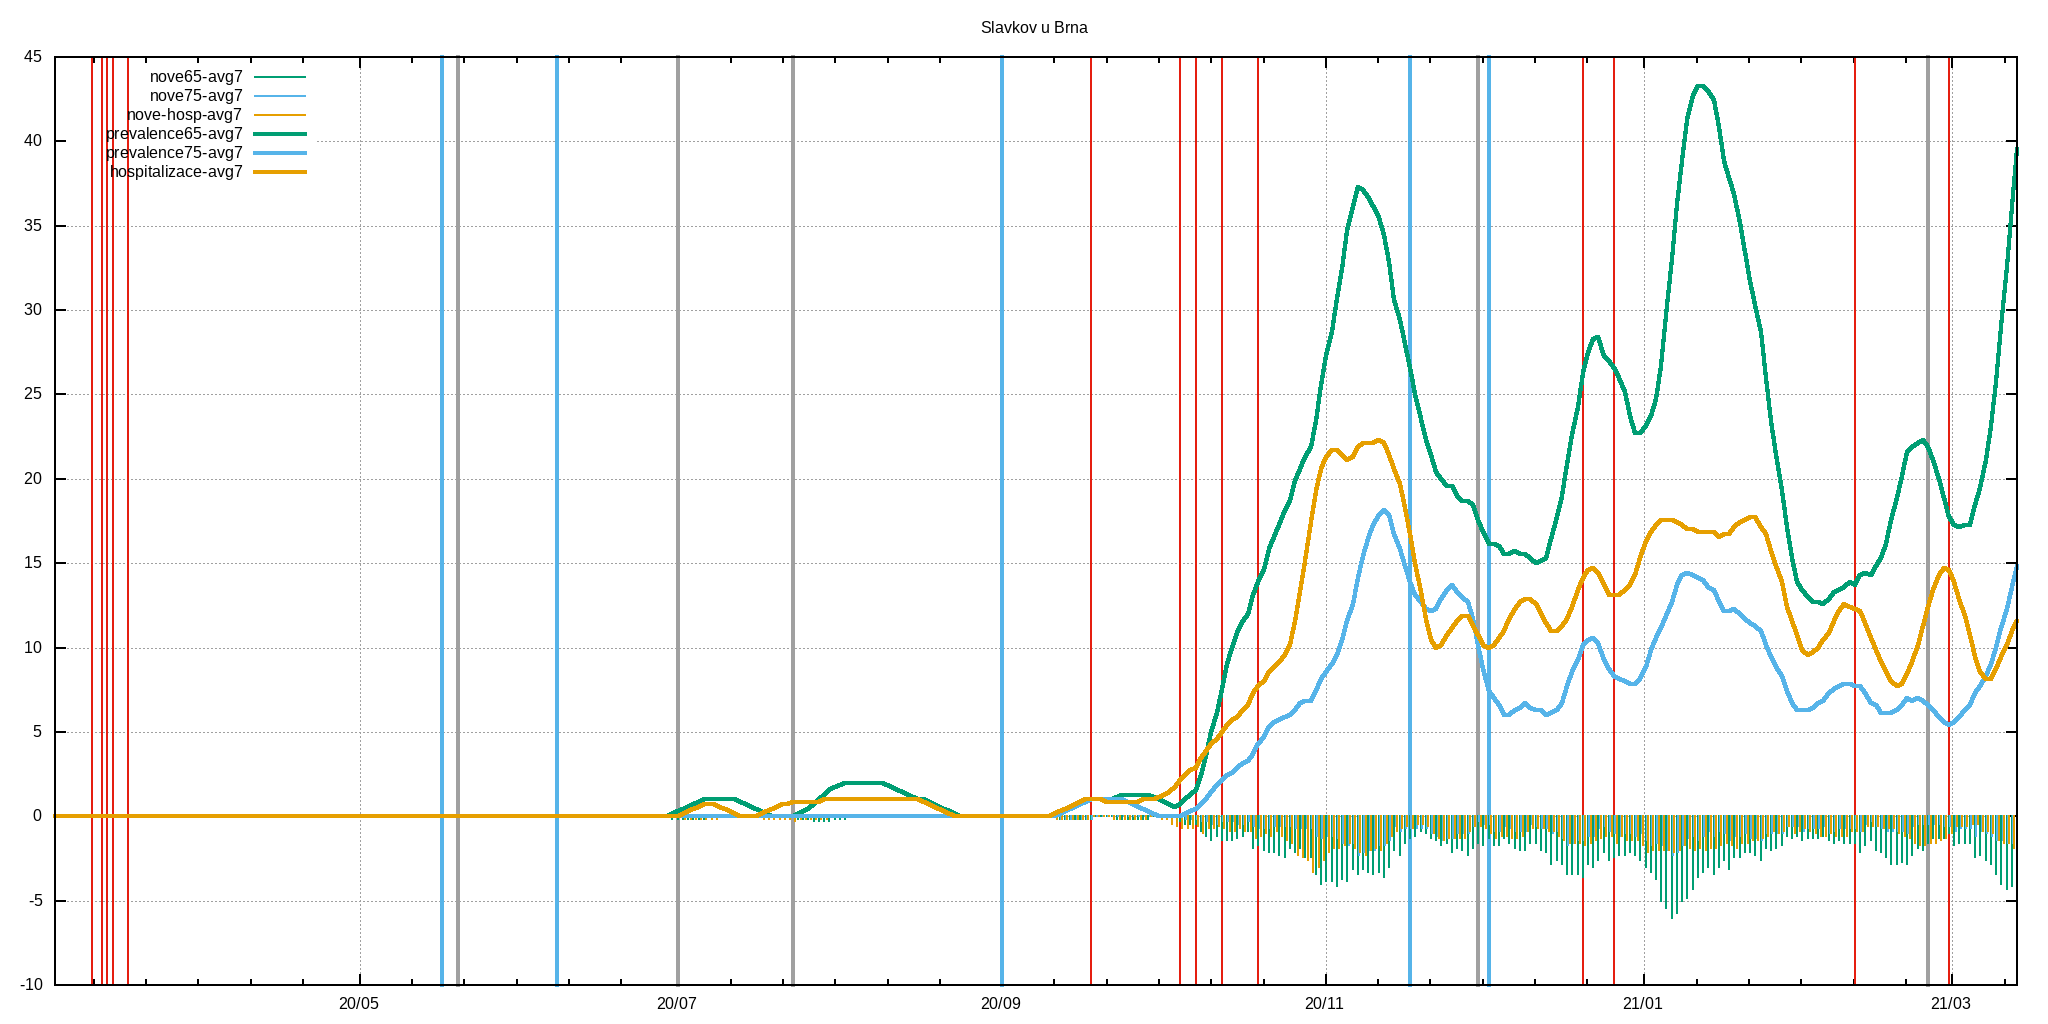 Slavkov u Brna
45
40
35
30
25
20
15
10
5
0
-5
-10
nove65-avg7
nove75-avg7
nove-hosp-avg7
prevalence65-avg7
prevalence75-avg7
hospitalizace-avg7
20/05 20/07 20/09 20/11 21/01 21/03